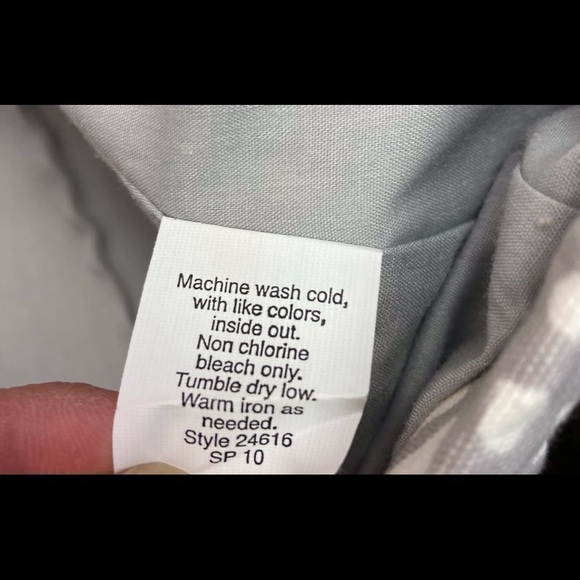 Machine wash cold,
with like colors,
inside out.
Non chlorine
bleach only.
Tumble dry low.
Warm iron as
needed.
Style 24616
SP 10